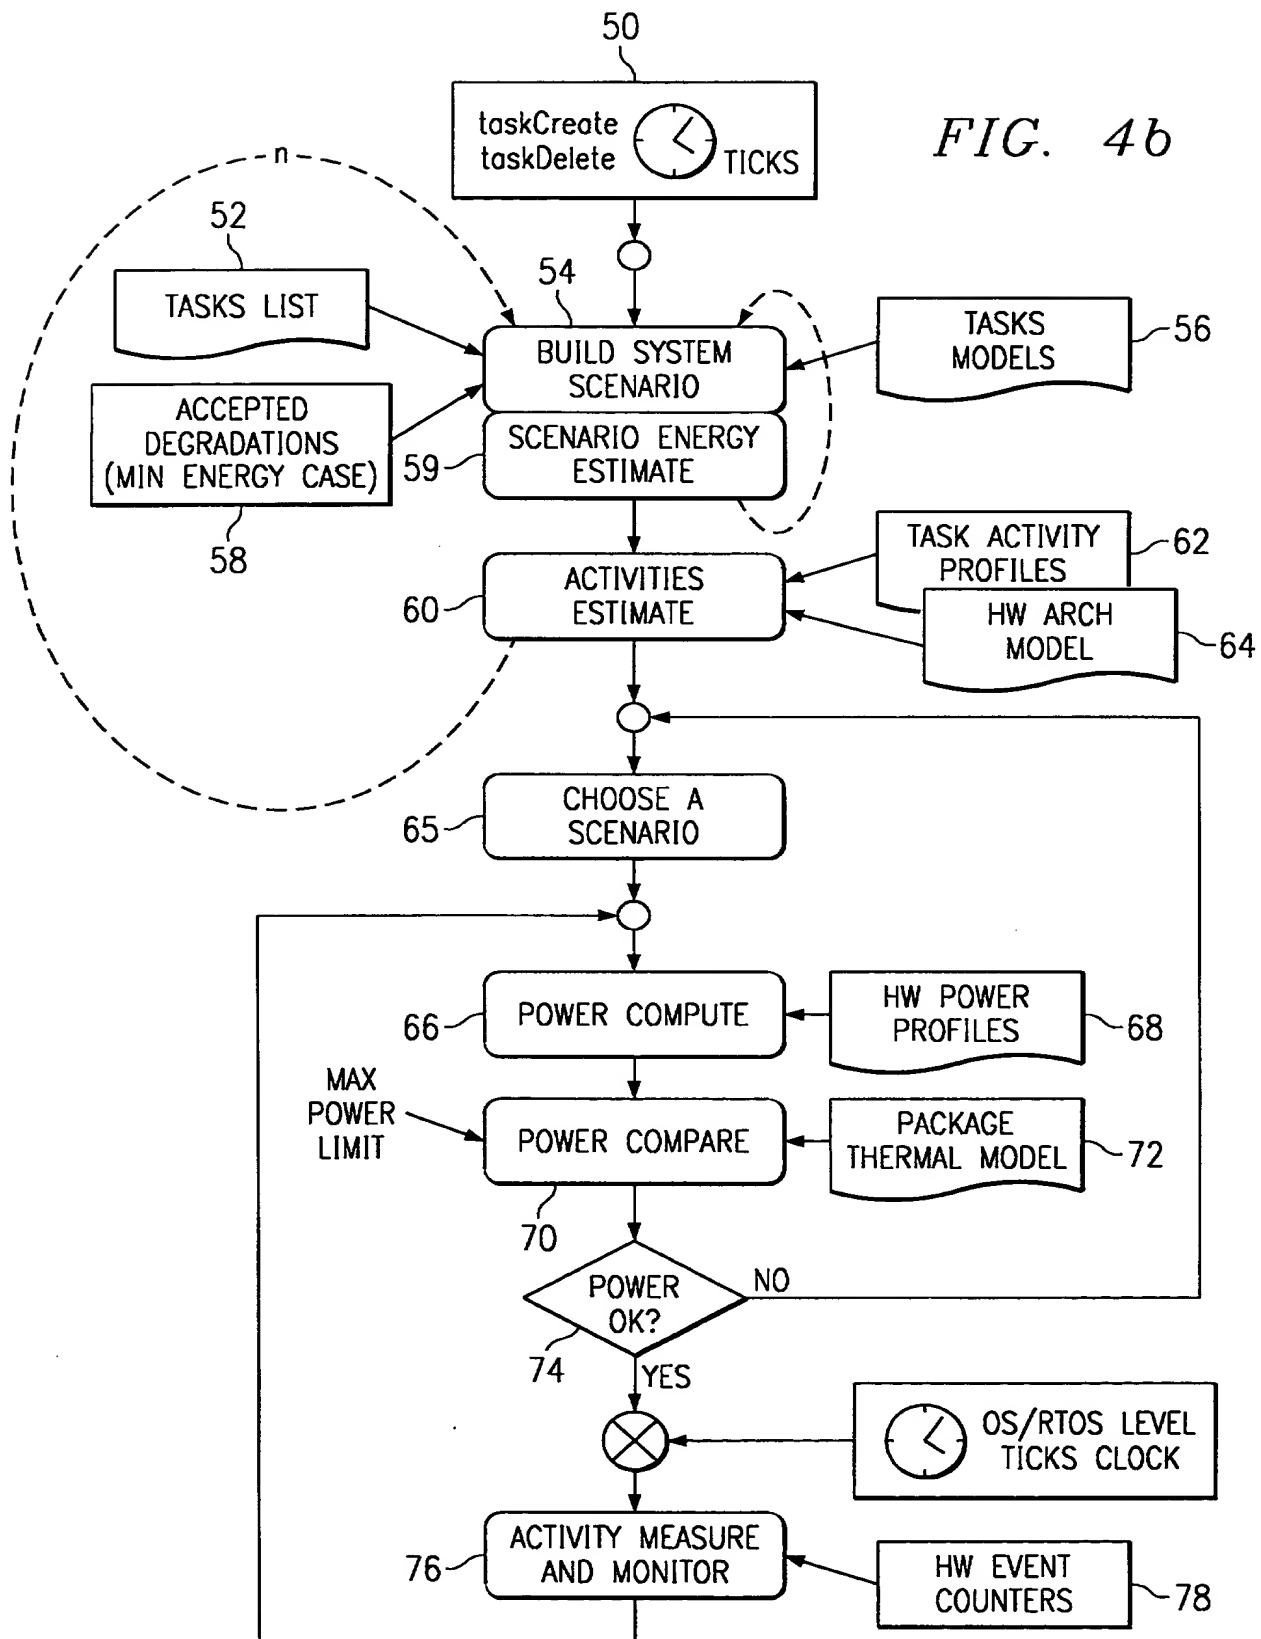 50
taskCreate
taskDelete
TICKS
FIG. 4b
n
52
TASKS LIST
54
BUILD SYSTEM
SCENARIO
TASKS
MODELS
56
ACCEPTED
DEGRADATIONS
(MIN ENERGY CASE)
58
SCENARIO ENERGY
ESTIMATE
59
TASK ACTIVITY
PROFILES
62
ACTIVITIES
ESTIMATE
60
HW ARCH
MODEL
64
CHOOSE A
SCENARIO
65
POWER COMPUTE
66
HW POWER
PROFILES
68
MAX
POWER
LIMIT
POWER COMPARE
70
PACKAGE
THERMAL MODEL
72
POWER
OK?
NO
74
YES
OS/RTOS LEVEL
TICKS CLOCK
ACTIVITY MEASURE
AND MONITOR
76
HW EVENT
COUNTERS
78